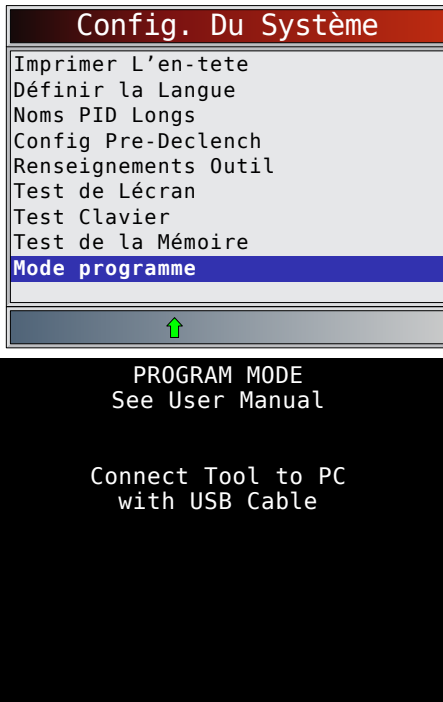 Config. Du Système
Imprimer L’en-tete
Définir la Langue
Noms PID Longs
Config Pre-Declench
Renseignements Outil
Test de Lécran
Test Clavier
Test de la Mémoire
Mode programme
PROGRAM MODE
See User Manual
Connect Tool to PC
with USB Cable